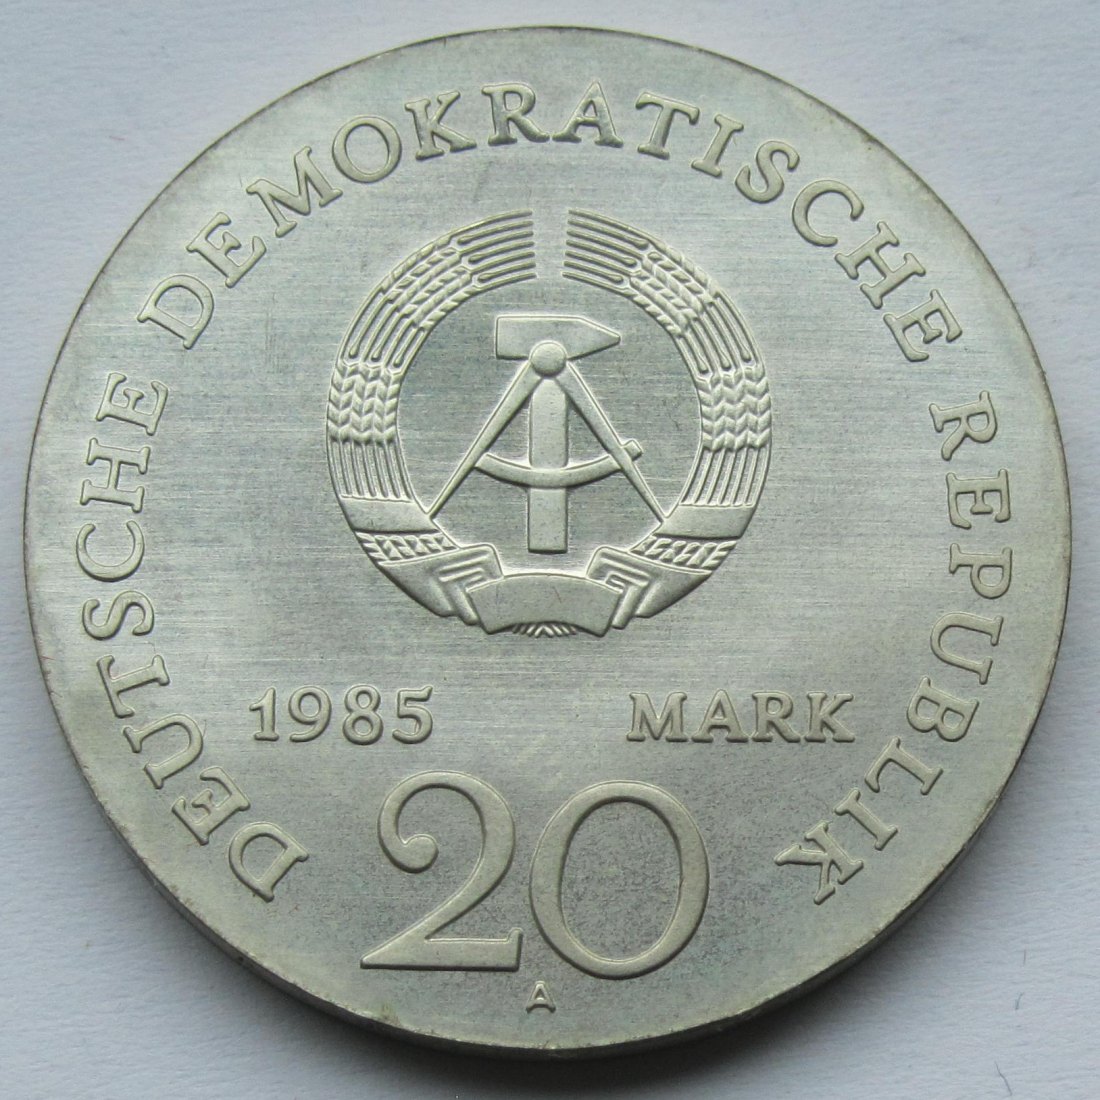 DEUTSCHE DEMOKRATISCHE REPUBLIK
1985 MARK
20
A